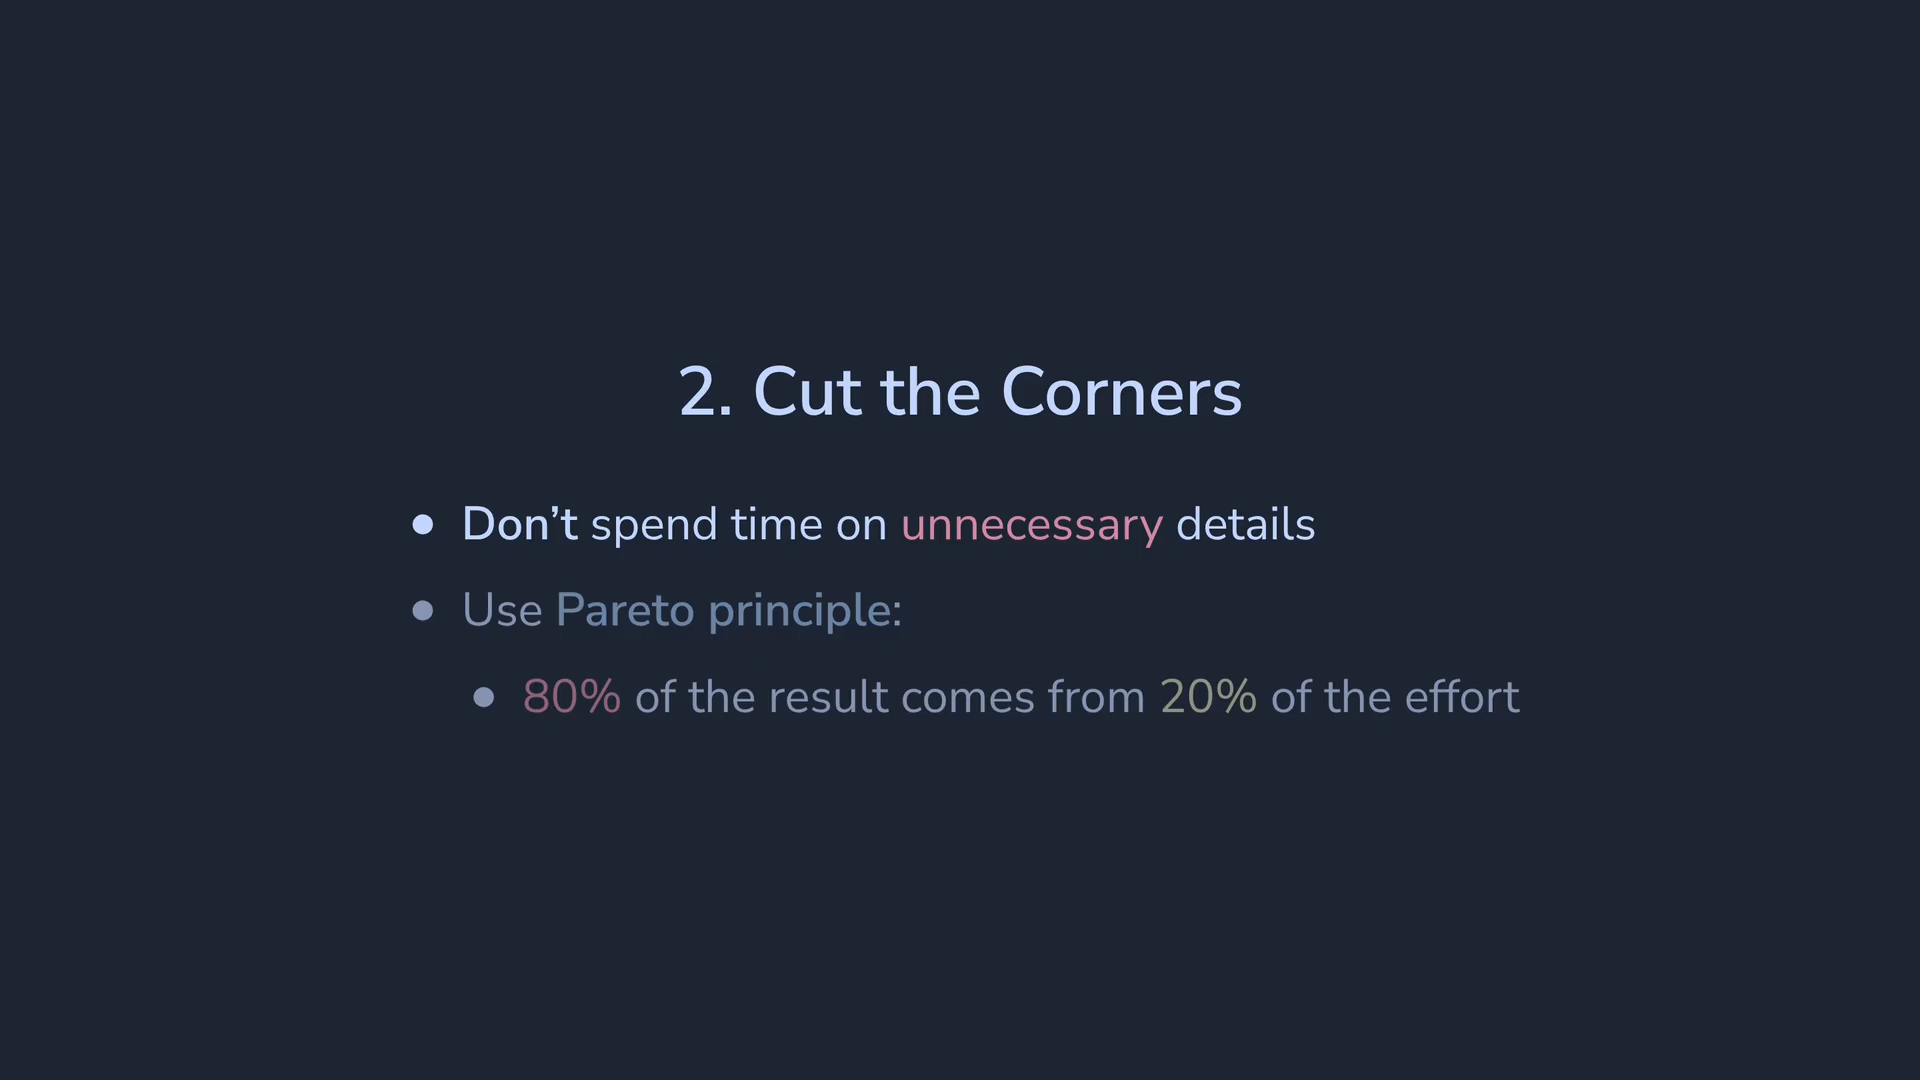 2. Cut the Corners
● Don’t spend time on unnecessary details
● Use Pareto principle:
● 80% of the result comes from 20% of the effort